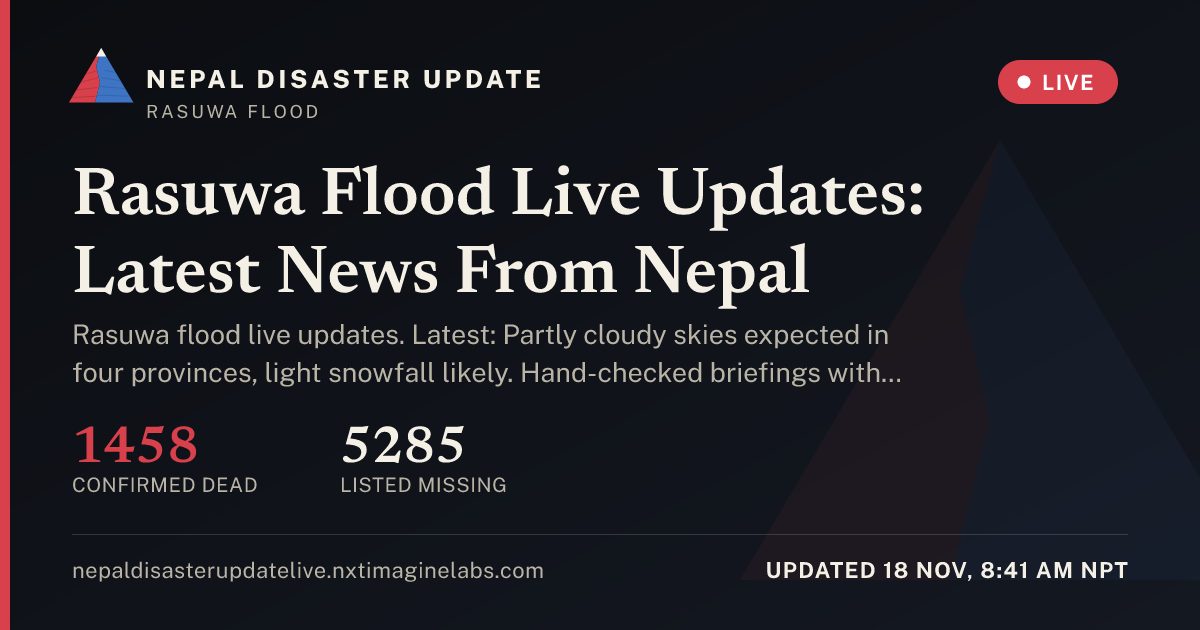 NEPAL DISASTER UPDATE
RASUWA FLOOD
LIVE
Rasuwa Flood Live Updates:
Latest News From Nepal
Rasuwa flood live updates. Latest: Partly cloudy skies expected in
four provinces, light snowfall likely. Hand-checked briefings with...
1458
CONFIRMED DEAD
5285
LISTED MISSING
nepaldisasterupdatelive.nxtimaginelabs.com
UPDATED 18 NOV, 8:41 AM NPT